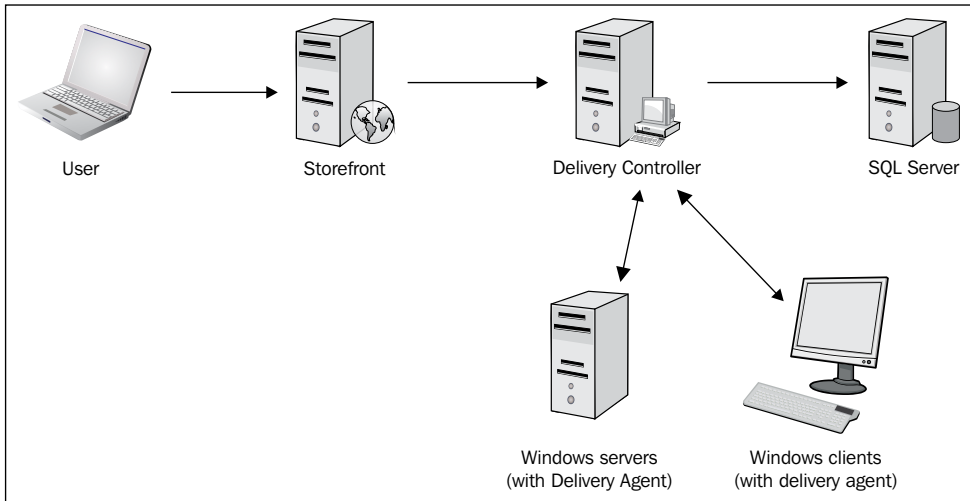 User
Storefront
Delivery Controller
SQL Server
Windows servers
(with Delivery Agent)
Windows clients
(with delivery agent)